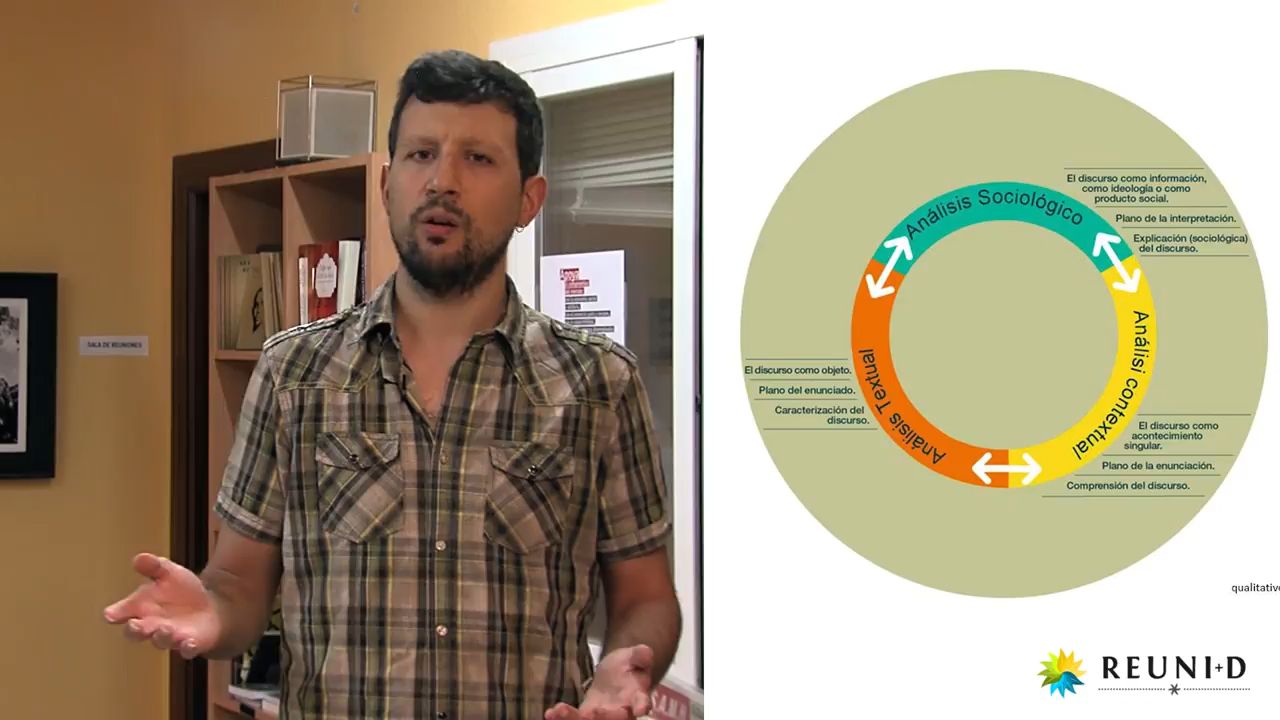 SALA DE REUNIONES
Apoyo
Análisis Sociológico
El discurso como información,
como ideología o como
producto social.
Plano de la interpretación.
Explicación (sociológica)
del discurso.
Análisi contextual
El discurso como
acontecimiento
singular.
Plano de la enunciación.
Comprensión del discurso.
Análisis Textual
El discurso como objeto.
Plano del enunciado.
Caracterización del
discurso.
qualitative
REUNI+D